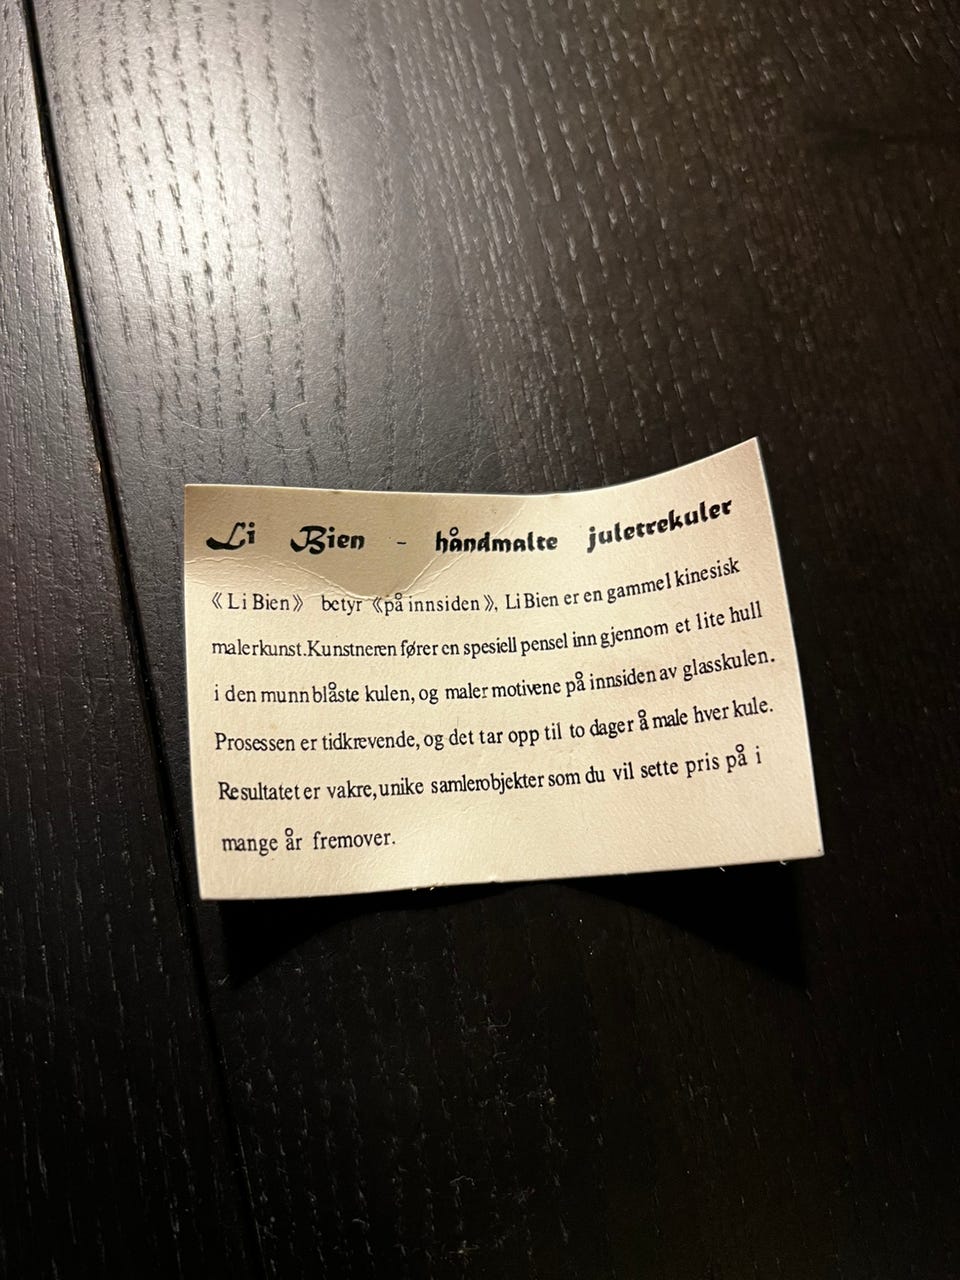 Li Bien - håndmalte juletrekuler
《Li Bien》 betyr 《på innsiden》, Li Bien er en gammel kinesisk
malerkunst.Kunstneren fører en spesiell pensel inn gjennom et lite hull
i den munnblåste kulen, og maler motivene på innsiden av glasskulen.
Prosessen er tidkrevende, og det tar opp til to dager å male hver kule.
Resultatet er vakre,unike samlerobjekter som du vil sette pris på i
mange år fremover.